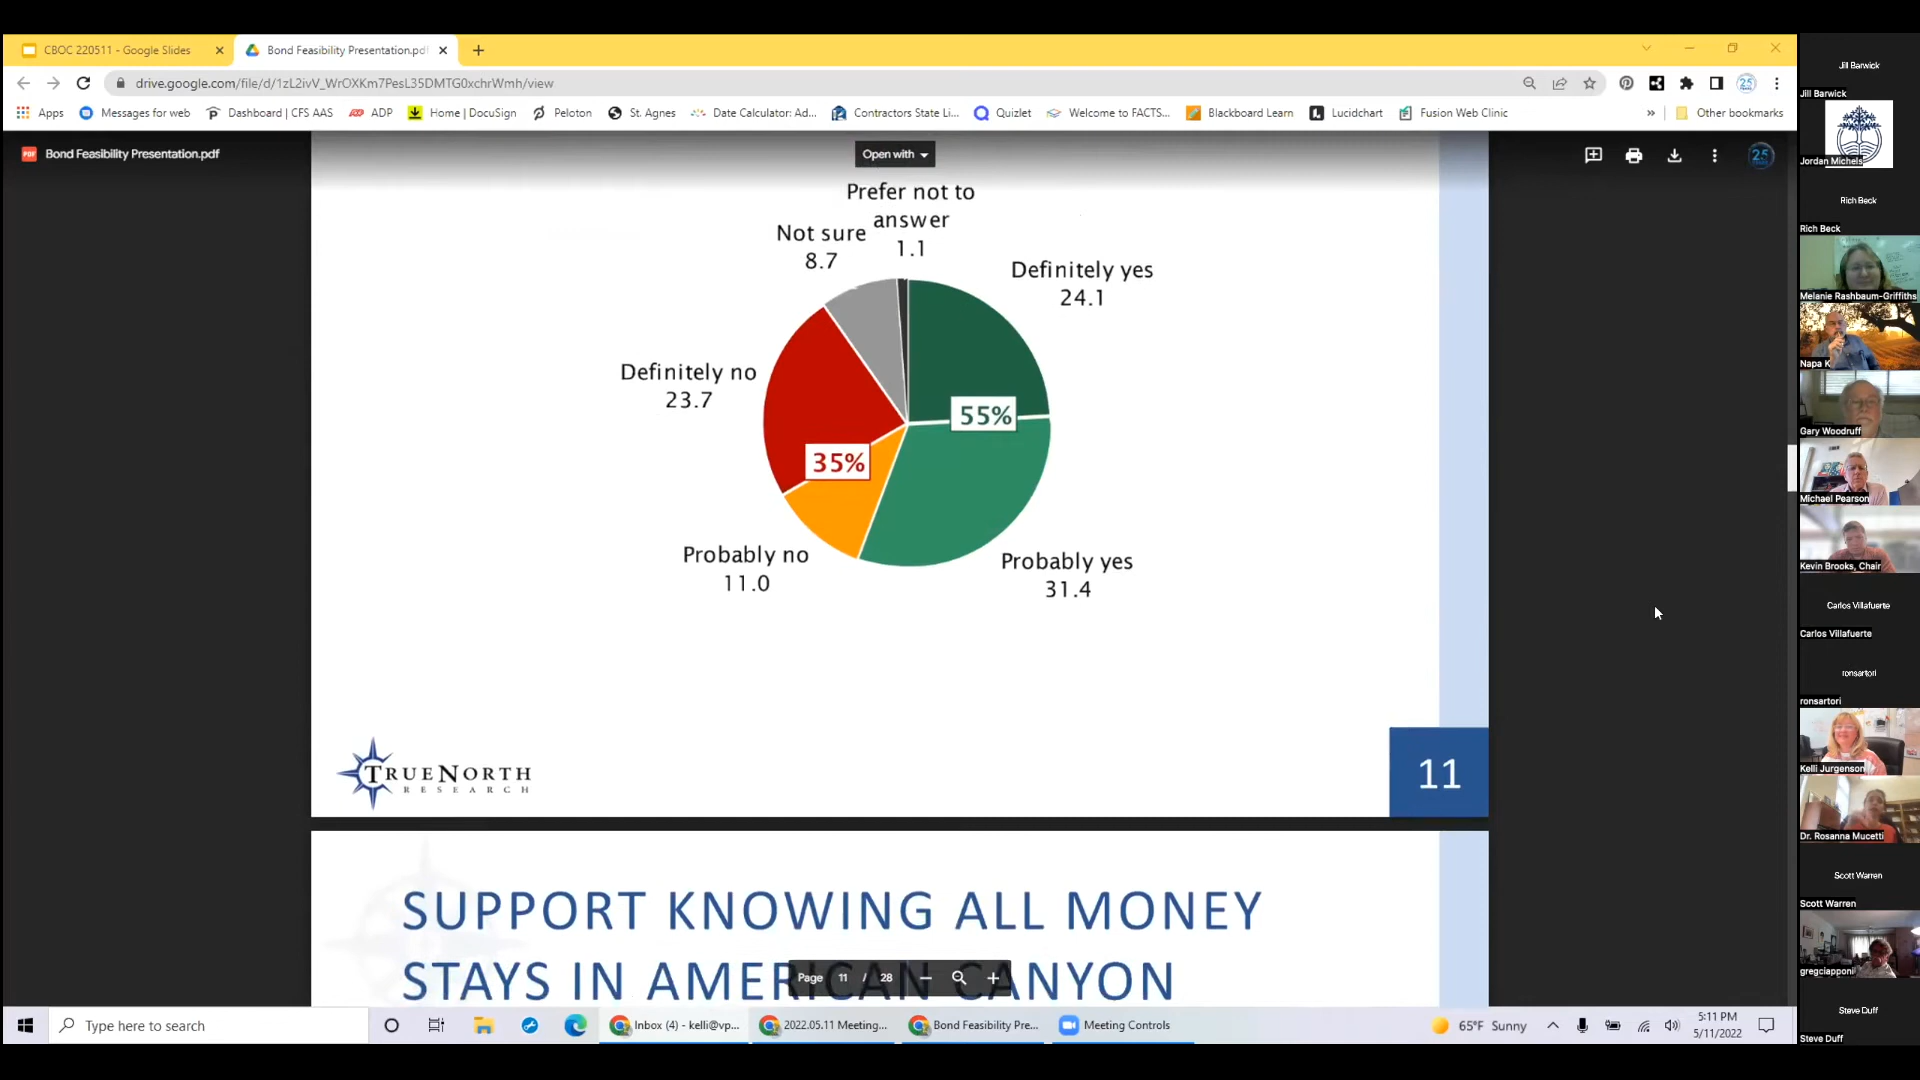 CBOC 220511 - Google Slides
Bond Feasibility Presentation.pdf
drive.google.com/file/d/1zL2ivV_WrOXKm7PesL35DMTG0xchrWmh/view
Apps
Messages for web
Dashboard | CFS AAS
ADP
Home | DocuSign
Peloton
St. Agnes
Date Calculator: Ad...
Contractors State Li...
Quizlet
Welcome to FACTS...
Blackboard Learn
Lucidchart
Fusion Web Clinic
»
Other bookmarks
PDF
Bond Feasibility Presentation.pdf
Open with
25
Prefer not to
answer
1.1
Not sure
8.7
Definitely yes
24.1
Definitely no
23.7
55%
35%
Probably no
11.0
Probably yes
31.4
TRUENORTH
RESEARCH
11
SUPPORT KNOWING ALL MONEY
STAYS IN AMERICAN CANYON
Page 11 / 28
Type here to search
Inbox (4) - kelli@vp...
2022.05.11 Meeting...
Bond Feasibility Pre...
Meeting Controls
65°F Sunny
5:11 PM
5/11/2022
Jill Barwick
Jill Barwick
Jordan Michels
Rich Beck
Rich Beck
Melanie Rashbaum-Griffiths
Napa K
Gary Woodruff
Michael Pearson
Kevin Brooks, Chair
Carlos Villafuerte
Carlos Villafuerte
ronsartori
ronsartori
Kelli Jurgenson
Dr. Rosanna Mucetti
Scott Warren
Scott Warren
gregciapponi
Steve Duff
Steve Duff